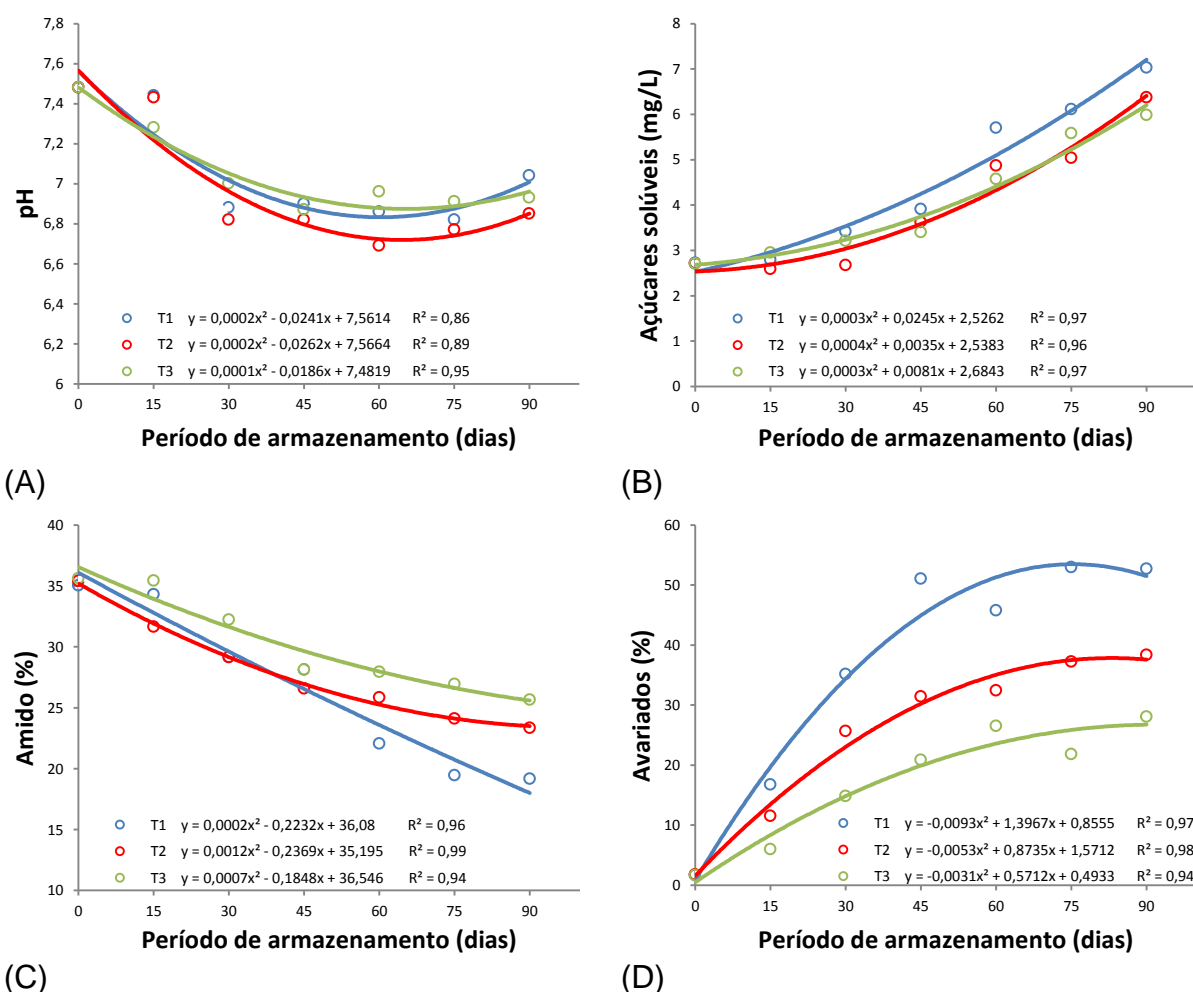 7,8
7,6
7,4
7,2
7
6,8
6,6
6,4
6,2
6
pH
T1 y = 0,0002x² - 0,0241x + 7,5614 R² = 0,86
T2 y = 0,0002x² - 0,0262x + 7,5664 R² = 0,89
T3 y = 0,0001x² - 0,0186x + 7,4819 R² = 0,95
0 15 30 45 60 75 90
Período de armazenamento (dias)
(A)
8
7
6
5
4
3
2
1
0
Açúcares solúveis (mg/L)
T1 y = 0,0003x² + 0,0245x + 2,5262 R² = 0,97
T2 y = 0,0004x² + 0,0035x + 2,5383 R² = 0,96
T3 y = 0,0003x² + 0,0081x + 2,6843 R² = 0,97
0 15 30 45 60 75 90
Período de armazenamento (dias)
(B)
40
35
30
25
20
15
10
Amido (%)
T1 y = 0,0002x² - 0,2232x + 36,08 R² = 0,96
T2 y = 0,0012x² - 0,2369x + 35,195 R² = 0,99
T3 y = 0,0007x² - 0,1848x + 36,546 R² = 0,94
0 15 30 45 60 75 90
Período de armazenamento (dias)
(C)
60
50
40
30
20
10
0
Avariados (%)
T1 y = -0,0093x² + 1,3967x + 0,8555 R² = 0,97
T2 y = -0,0053x² + 0,8735x + 1,5712 R² = 0,98
T3 y = -0,0031x² + 0,5712x + 0,4933 R² = 0,94
0 15 30 45 60 75 90
Período de armazenamento (dias)
(D)